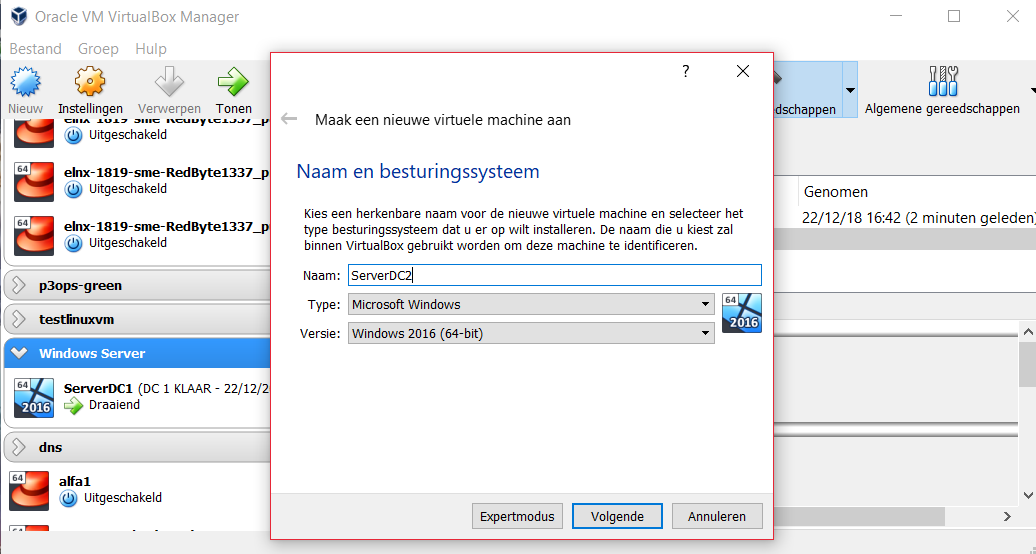 Oracle VM VirtualBox Manager
Bestand Groep Hulp
Nieuw Instellingen Verwerpen Tonen
edschappen Algemene gereedschappen
elnx-1819-sme-RedByte1337_p
Uitgeschakeld
64
elnx-1819-sme-RedByte1337_p
Uitgeschakeld
64
elnx-1819-sme-RedByte1337_p
Uitgeschakeld
p3ops-green
testlinuxvm
Windows Server
64
2016
ServerDC1 (DC 1 KLAAR - 22/12/2
Draaiend
dns
64
alfa1
Uitgeschakeld
64
?
Maak een nieuwe virtuele machine aan
Naam en besturingssysteem
Kies een herkenbare naam voor de nieuwe virtuele machine en selecteer het
type besturingssysteem dat u er op wilt installeren. De naam die u kiest zal
binnen VirtualBox gebruikt worden om deze machine te identificeren.
Naam: ServerDC2
Type: Microsoft Windows
Versie: Windows 2016 (64-bit)
64
2016
Expertmodus Volgende Annuleren
Genomen
22/12/18 16:42 (2 minuten geleden)